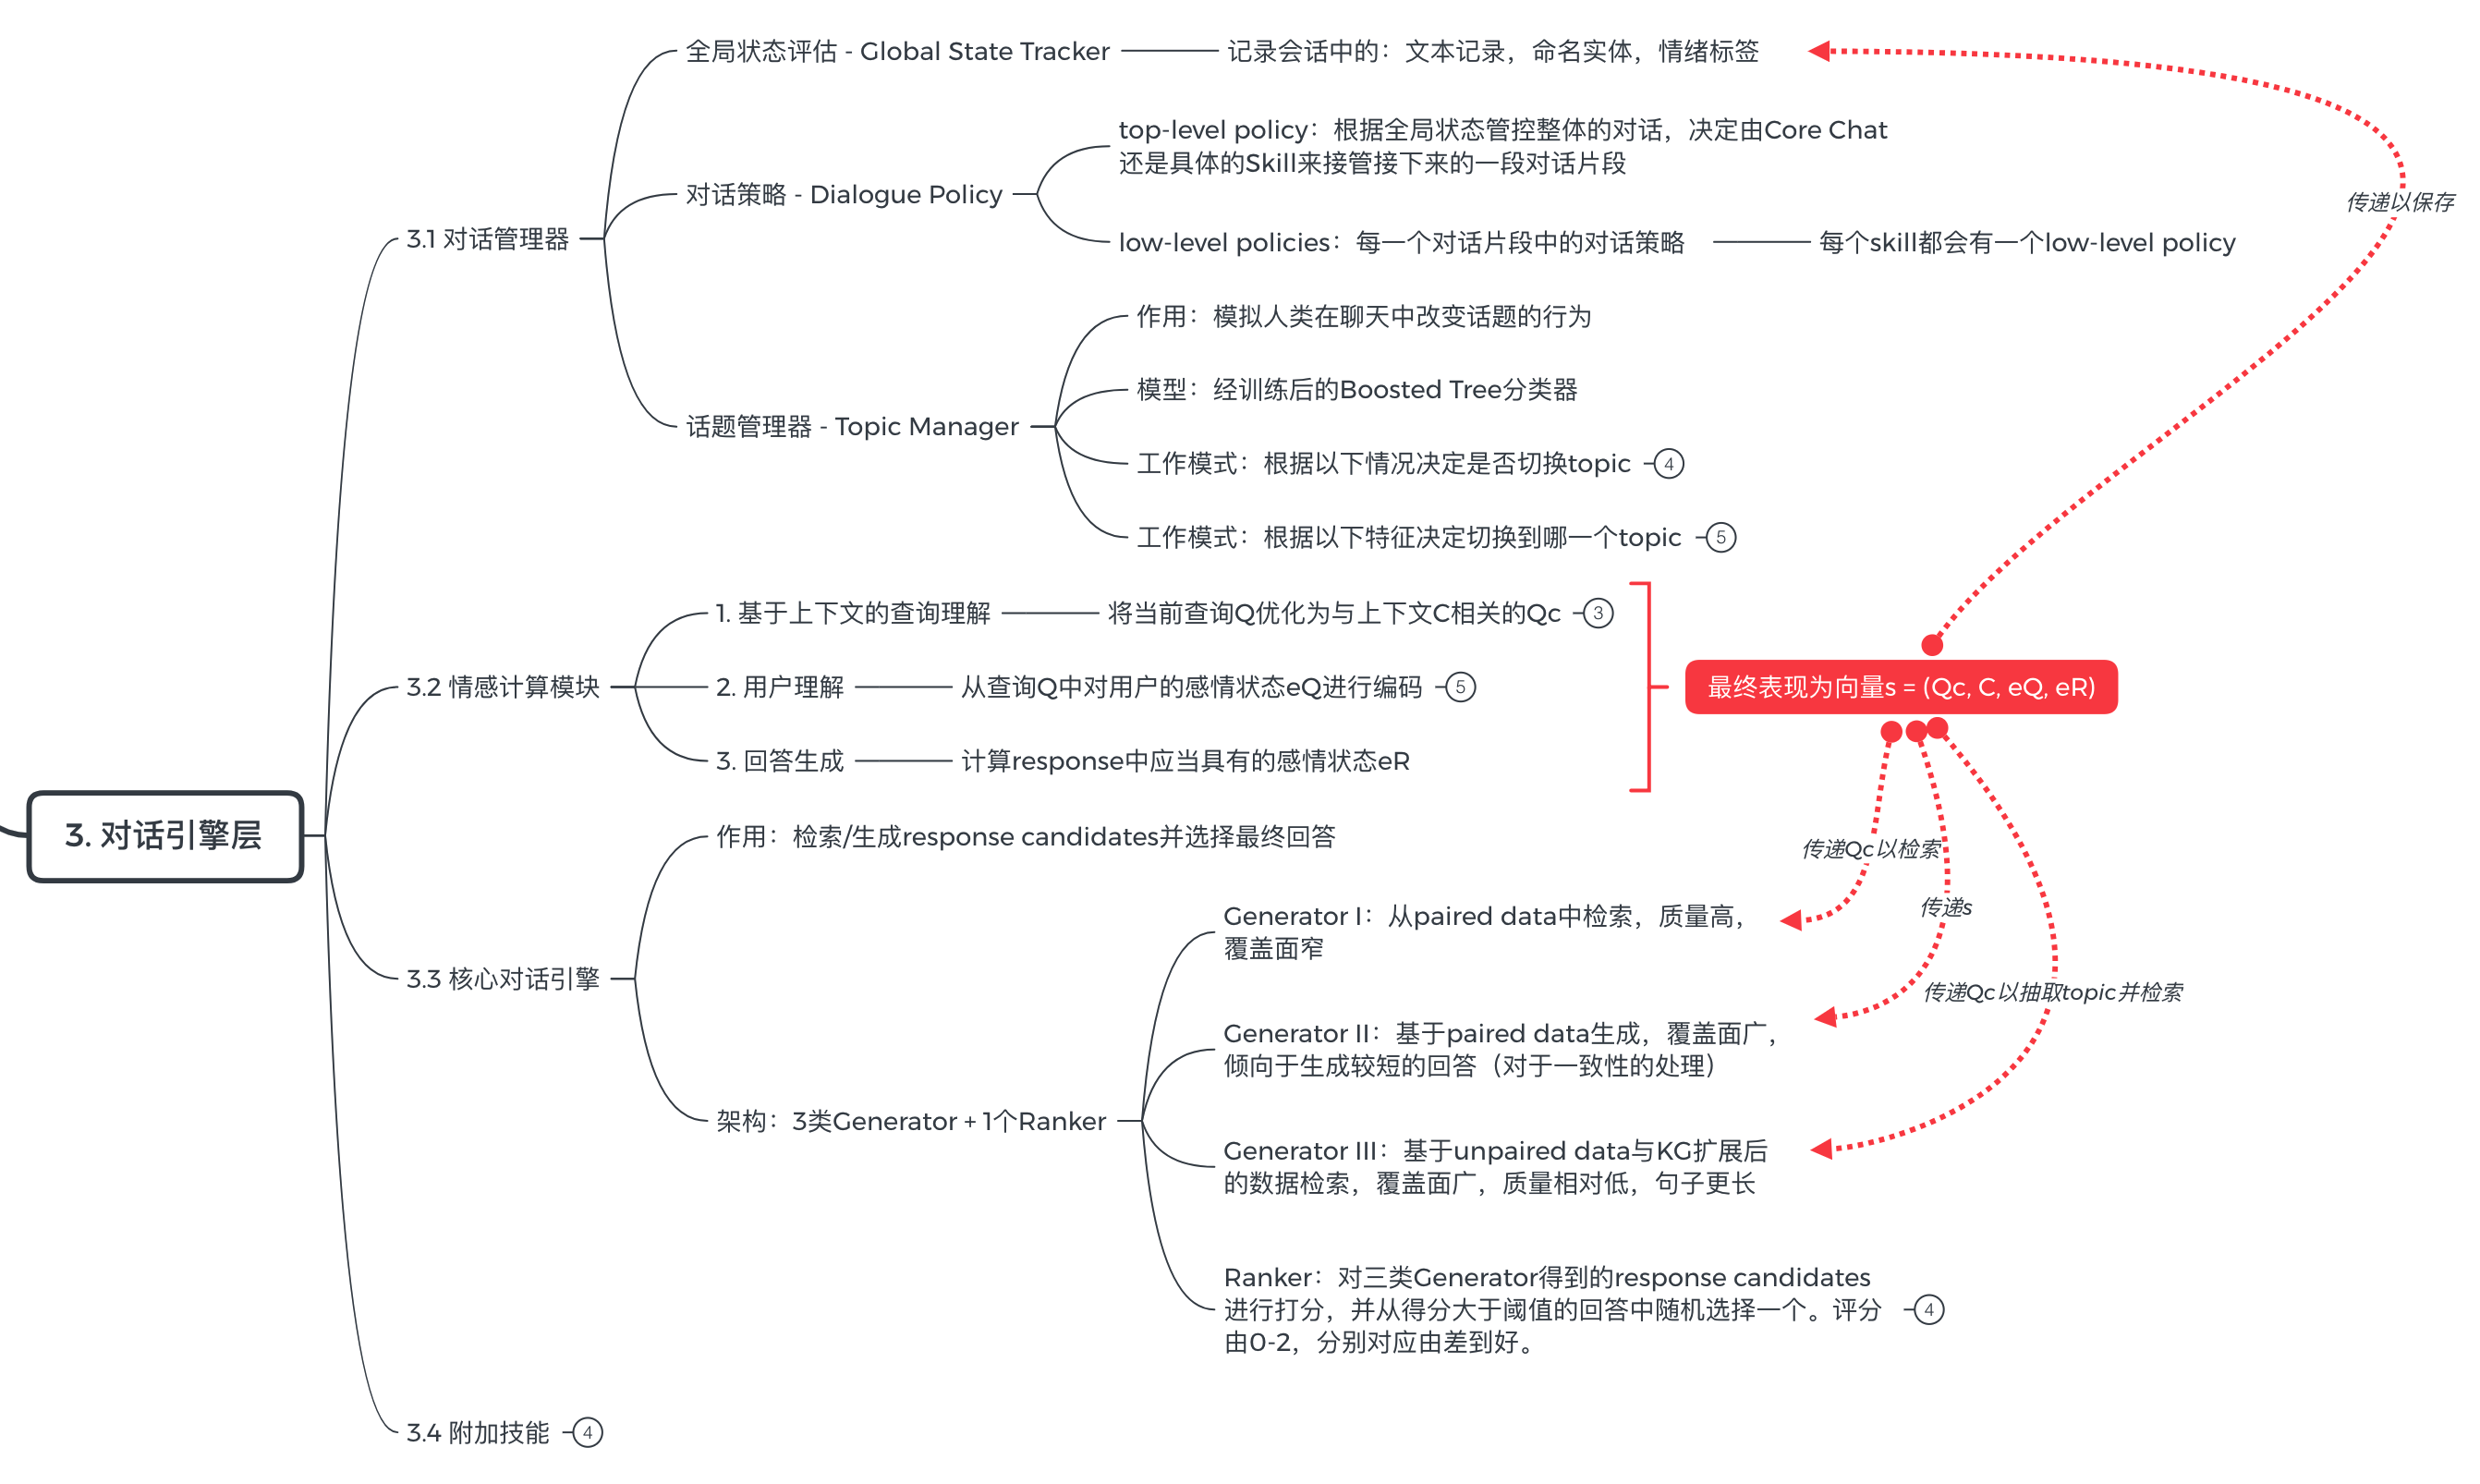 3. 对话引擎层
3.1 对话管理器
全局状态评估 - Global State Tracker
记录会话中的：文本记录，命名实体，情绪标签
对话策略 - Dialogue Policy
top-level policy：根据全局状态管控整体的对话，决定由Core Chat
还是具体的Skill来接管接下来的一段对话片段
low-level policies：每一个对话片段中的对话策略
每个skill都会有一个low-level policy
话题管理器 - Topic Manager
作用：模拟人类在聊天中改变话题的行为
模型：经训练后的Boosted Tree分类器
工作模式：根据以下情况决定是否切换topic
4
工作模式：根据以下特征决定切换到哪一个topic
5
3.2 情感计算模块
1. 基于上下文的查询理解
将当前查询Q优化为与上下文C相关的Qc
3
2. 用户理解
从查询Q中对用户的感情状态eQ进行编码
5
3. 回答生成
计算response中应当具有的感情状态eR
最终表现为向量s = (Qc, C, eQ, eR)
传递以保存
传递Qc以检索
传递s
传递Qc以抽取topic并检索
3.3 核心对话引擎
作用：检索/生成response candidates并选择最终回答
架构：3类Generator + 1个Ranker
Generator I：从paired data中检索，质量高，
覆盖面窄
Generator II：基于paired data生成，覆盖面广，
倾向于生成较短的回答（对于一致性的处理）
Generator III：基于unpaired data与KG扩展后
的数据检索，覆盖面广，质量相对低，句子更长
Ranker：对三类Generator得到的response candidates
进行打分，并从得分大于阈值的回答中随机选择一个。评分
由0-2，分别对应由差到好。
4
3.4 附加技能
4